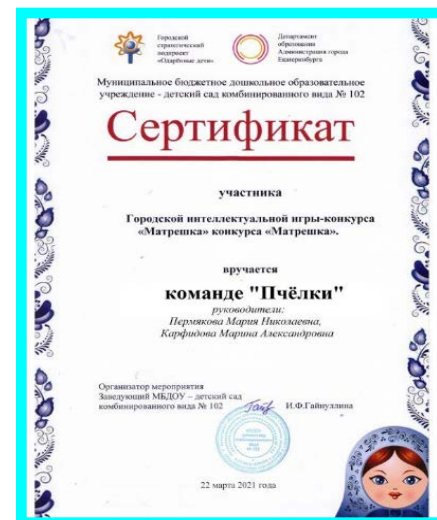 Городской
стратегический
подпроект
«Одарённые дети»
Департамент
образования
Администрации города
Екатеринбурга
Муниципальное бюджетное дошкольное образовательное
учреждение - детский сад комбинированного вида № 102
Сертификат
участника
Городской интеллектуальной игры-конкурса
«Матрешка» конкурса «Матрешка».
вручается
команде "Пчёлки"
руководители:
Пермякова Мария Николаевна,
Карфидова Марина Александровна
Организатор мероприятия
Заведующий МБДОУ – детский сад
комбинированного вида № 102
И.Ф.Гайнуллина
22 марта 2021 года